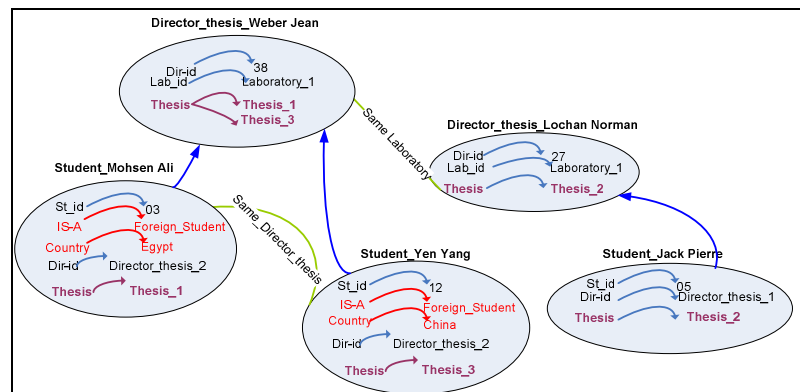 Director_thesis_Weber Jean
Dir-id 38
Lab_id Laboratory_1
Thesis Thesis_1
Thesis_3
Same Laboratory
Director_thesis_Lochan Norman
Dir-id 27
Lab_id Laboratory_1
Thesis Thesis_2
Student_Mohsen Ali
St_id 03
IS-A Foreign_Student
Country Egypt
Dir-id Director_thesis_2
Thesis Thesis_1
Same_Director_thesis
Student_Yen Yang
St_id 12
IS-A Foreign_Student
Country China
Dir-id Director_thesis_2
Thesis Thesis_3
Student_Jack Pierre
St_id 05
Dir-id Director_thesis_1
Thesis Thesis_2